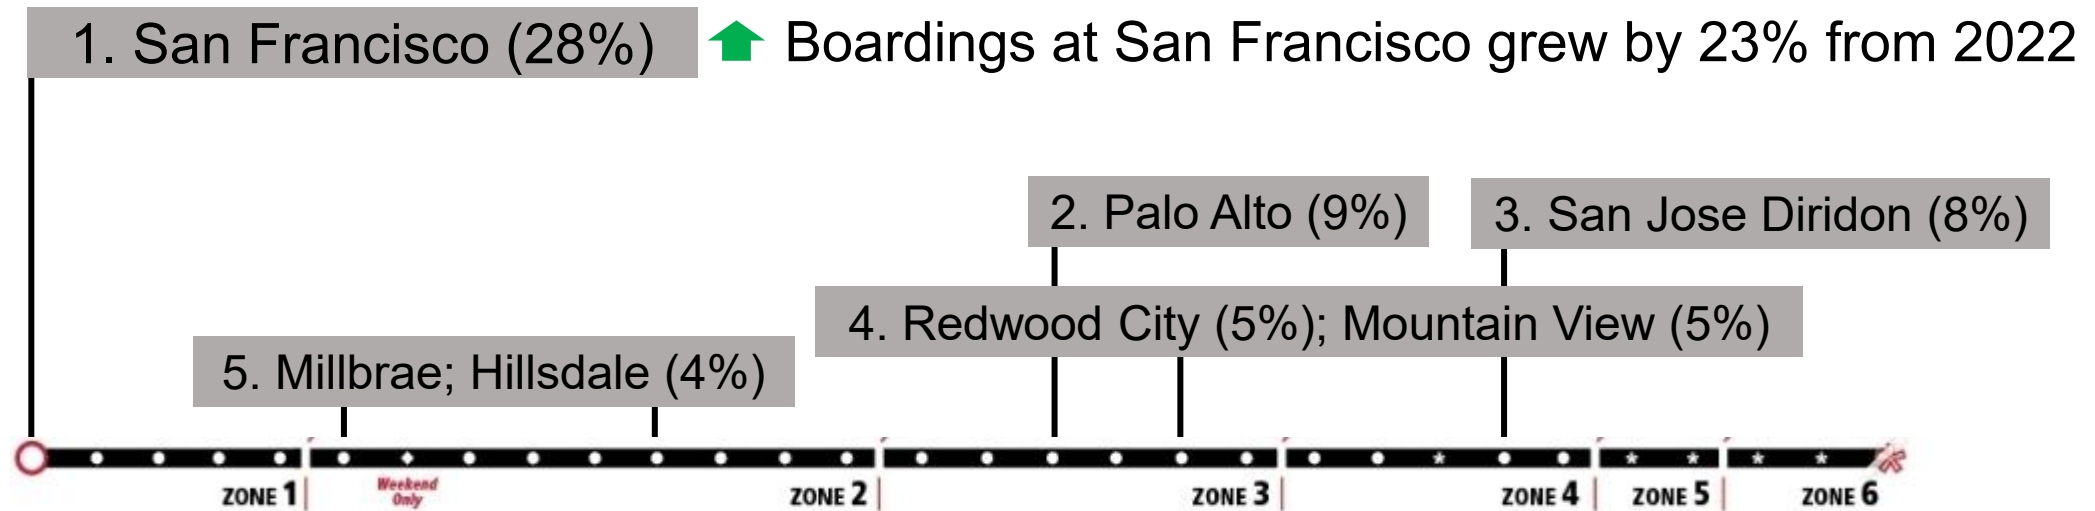 1. San Francisco (28%)
Boardings at San Francisco grew by 23% from 2022
2. Palo Alto (9%)
3. San Jose Diridon (8%)
4. Redwood City (5%); Mountain View (5%)
5. Millbrae; Hillsdale (4%)
ZONE 1
Weekend
Only
ZONE 2
ZONE 3
ZONE 4
ZONE 5
ZONE 6